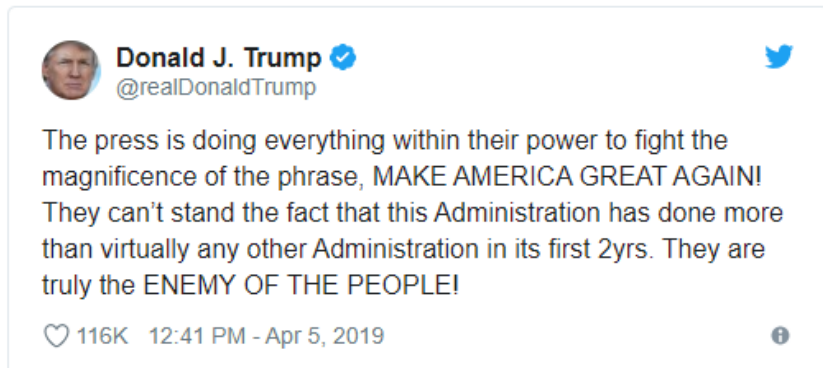 Donald J. Trump
@realDonaldTrump
The press is doing everything within their power to fight the
magnificence of the phrase, MAKE AMERICA GREAT AGAIN!
They can’t stand the fact that this Administration has done more
than virtually any other Administration in its first 2yrs. They are
truly the ENEMY OF THE PEOPLE!
116K 12:41 PM - Apr 5, 2019